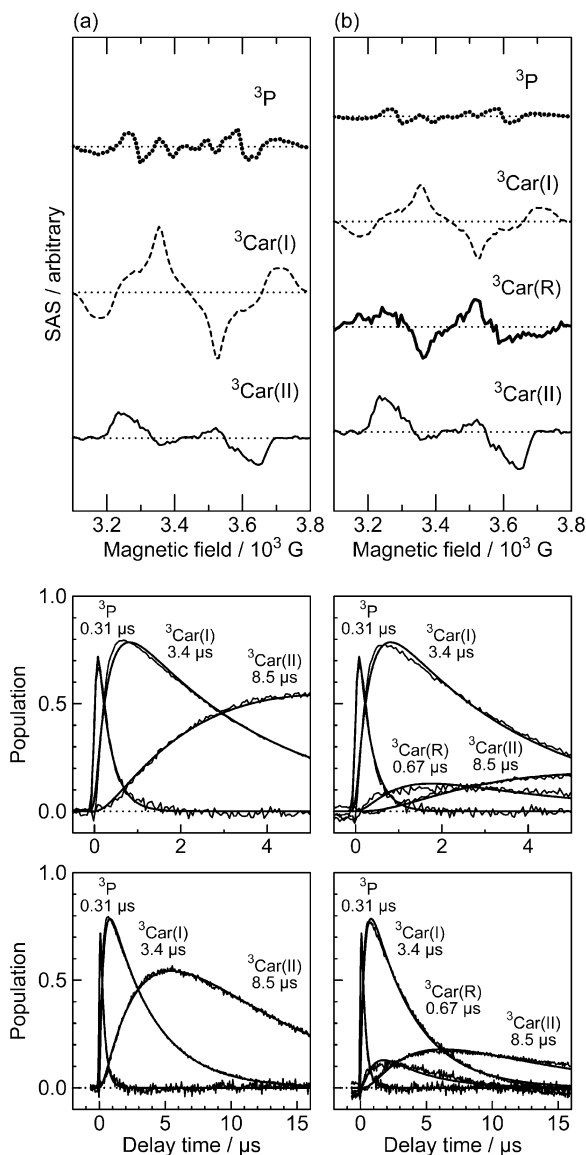 (a)
(b)
³P
³Car(I)
³Car(II)
³P
³Car(I)
³Car(R)
³Car(II)
SAS / arbitrary
3.2 3.4 3.6 3.8
3.2 3.4 3.6 3.8
Magnetic field / 10³ G
Magnetic field / 10³ G
1.0
0.5
0.0
Population
³P
0.31 µs
³Car(I)
3.4 µs
³Car(II)
8.5 µs
0 2 4
³P
0.31 µs
³Car(I)
3.4 µs
³Car(R)
0.67 µs
³Car(II)
8.5 µs
0 2 4
1.0
0.5
0.0
Population
³P
0.31 µs
³Car(I)
3.4 µs
³Car(II)
8.5 µs
0 5 10 15
Delay time / µs
³P
0.31 µs
³Car(I)
3.4 µs
³Car(R)
0.67 µs
³Car(II)
8.5 µs
0 5 10 15
Delay time / µs